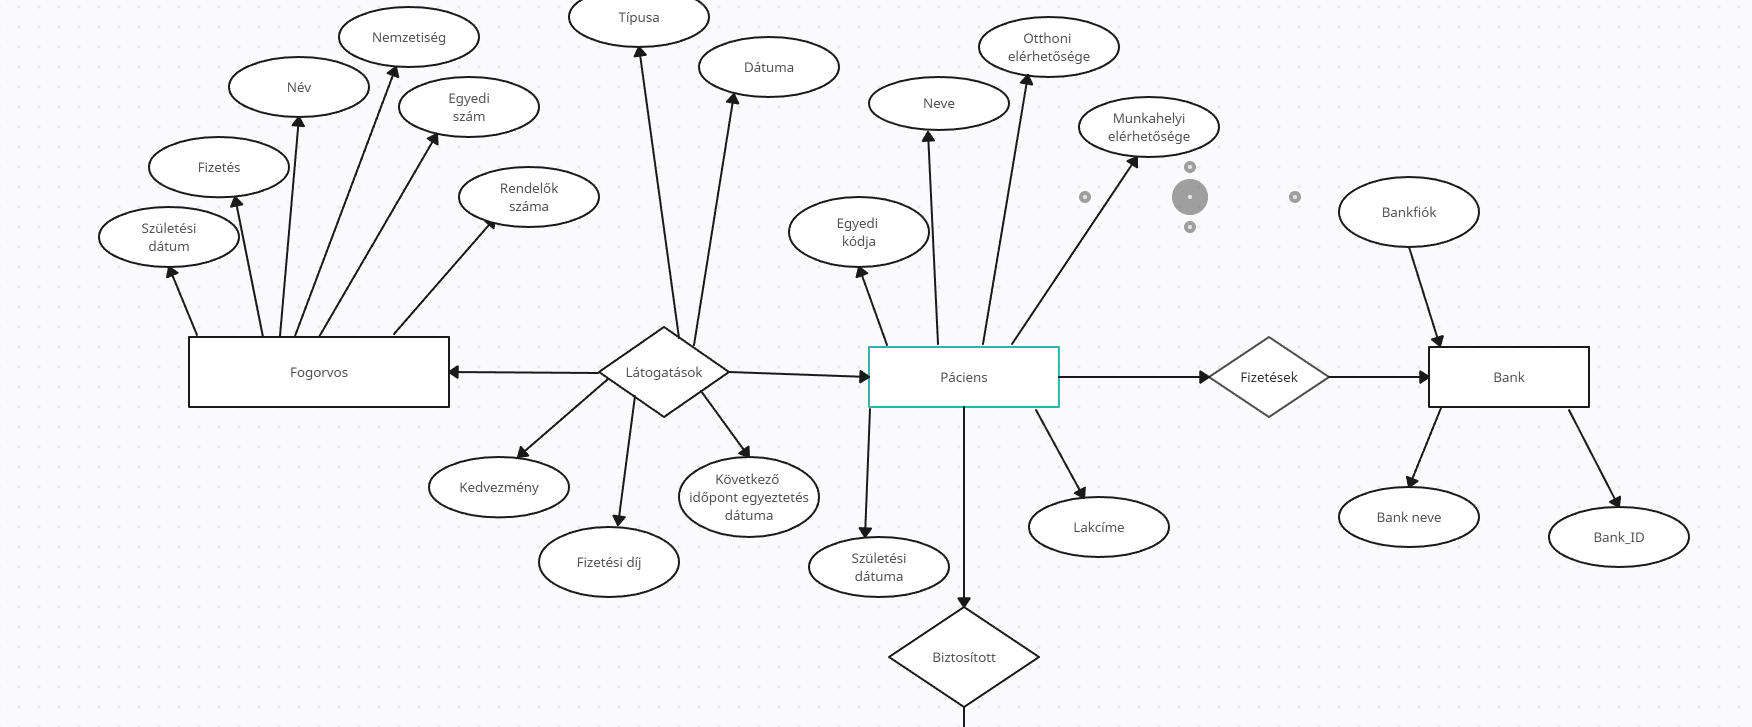 Típusa
Nemzetiség
Otthoni
elérhetősége
Dátuma
Név
Egyedi
szám
Neve
Munkahelyi
elérhetősége
Fizetés
Rendelők
száma
Bankfiók
Születési
dátum
Egyedi
kódja
Fogorvos
Látogatások
Páciens
Fizetések
Bank
Kedvezmény
Következő
időpont egyeztetés
dátuma
Lakcíme
Bank neve
Bank_ID
Fizetési díj
Születési
dátuma
Biztosított